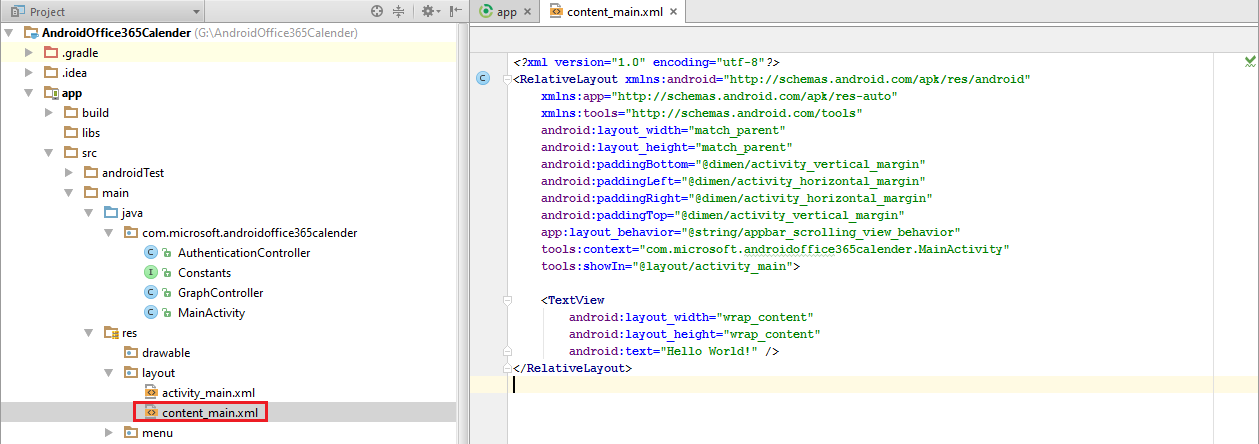 Project
AndroidOffice365Calender (G:\AndroidOffice365Calender)
.gradle
.idea
app
build
libs
src
androidTest
main
java
com.microsoft.androidoffice365calender
C AuthenticationController
I Constants
C GraphController
C MainActivity
res
drawable
layout
activity_main.xml
content_main.xml
menu
app
content_main.xml
<?xml version="1.0" encoding="utf-8"?>
C <RelativeLayout xmlns:android="http://schemas.android.com/apk/res/android"
xmlns:app="http://schemas.android.com/apk/res-auto"
xmlns:tools="http://schemas.android.com/tools"
android:layout_width="match_parent"
android:layout_height="match_parent"
android:paddingBottom="@dimen/activity_vertical_margin"
android:paddingLeft="@dimen/activity_horizontal_margin"
android:paddingRight="@dimen/activity_horizontal_margin"
android:paddingTop="@dimen/activity_vertical_margin"
app:layout_behavior="@string/appbar_scrolling_view_behavior"
tools:context="com.microsoft.androidoffice365calender.MainActivity"
tools:showIn="@layout/activity_main">
<TextView
android:layout_width="wrap_content"
android:layout_height="wrap_content"
android:text="Hello World!" />
</RelativeLayout>